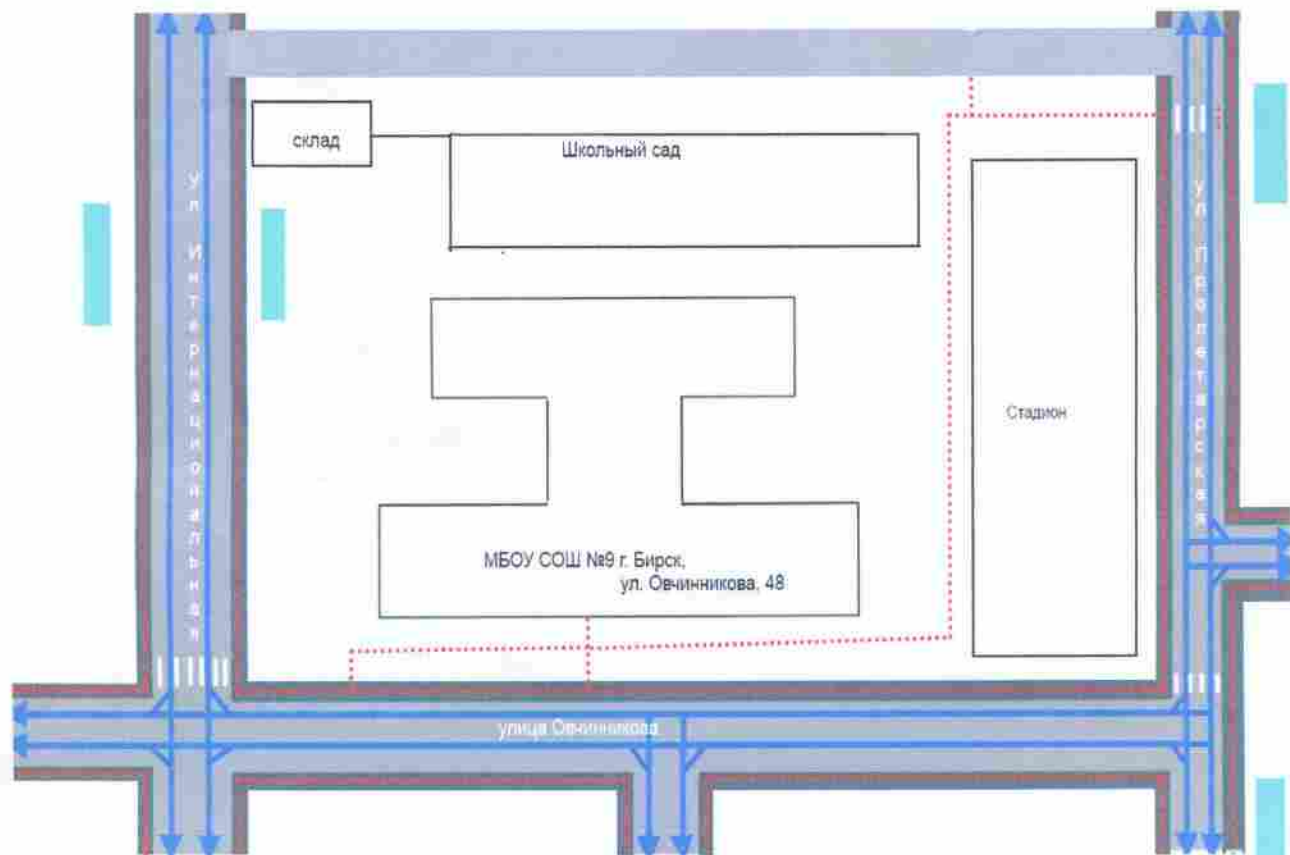 склад
Школьный сад
Ул Интернациональная
ул Пролетарская
Стадион
МБОУ СОШ №9 г. Бирск,
ул. Овчинникова, 48
улица Овчинникова